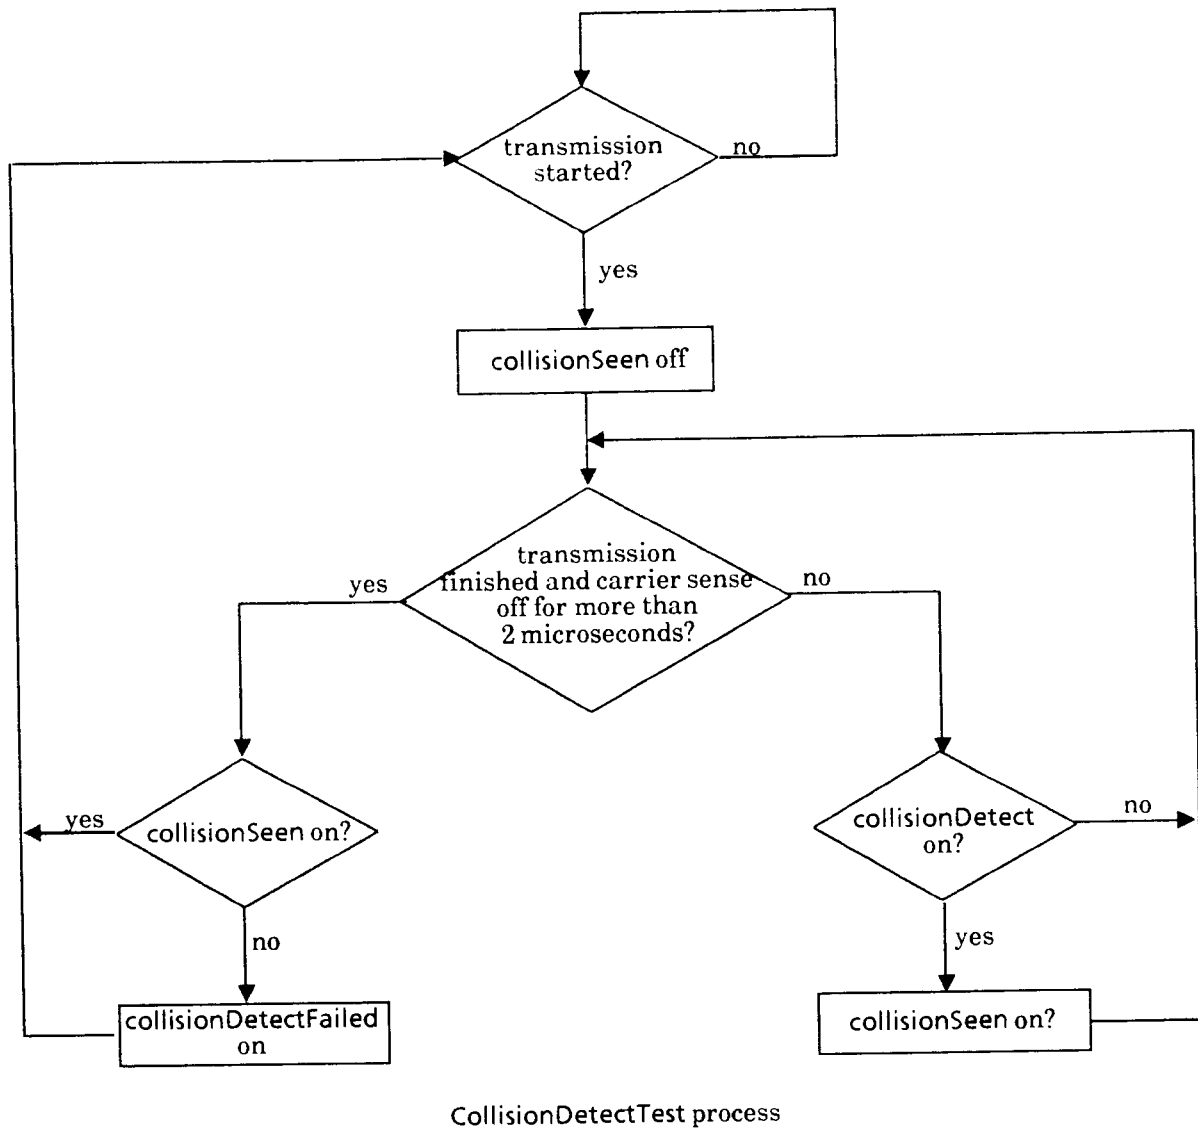 transmission
started?
no
yes
collisionSeen off
transmission
finished and carrier sense
off for more than
2 microseconds?
yes
no
collisionSeen on?
yes
no
collisionDetectFailed
on
collisionDetect
on?
no
yes
collisionSeen on?
CollisionDetectTest process